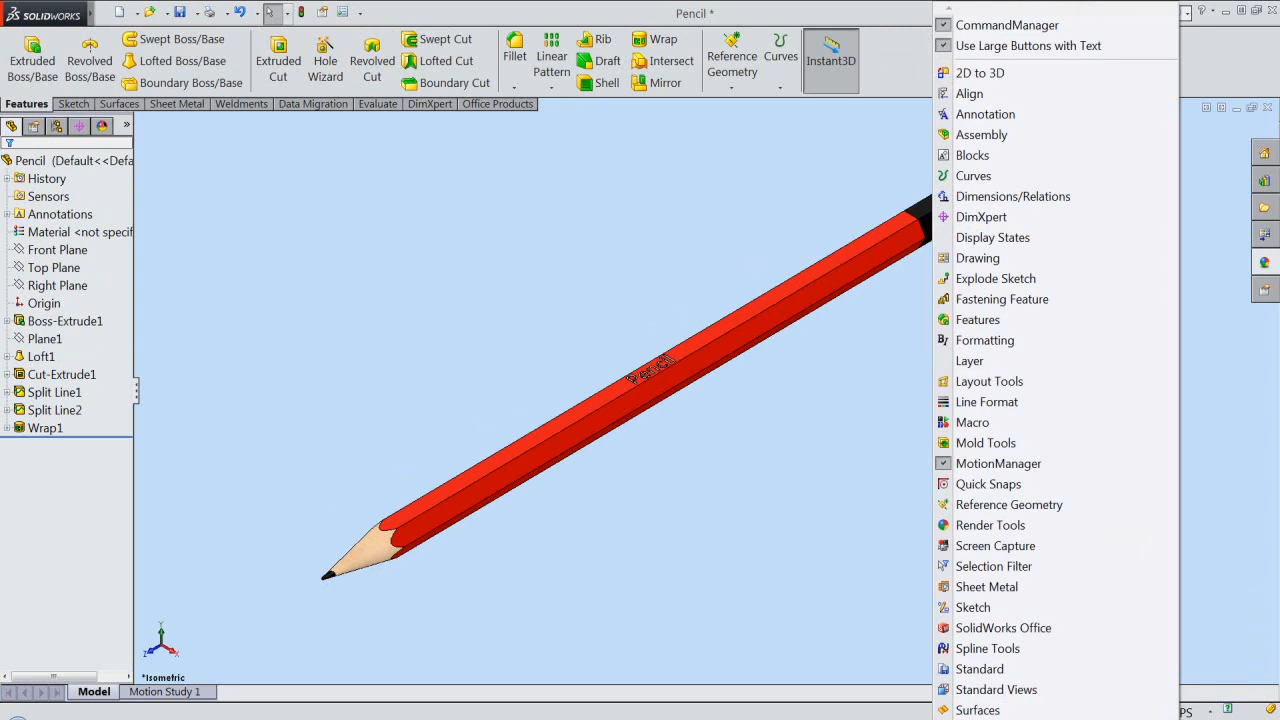 SOLIDWORKS
Pencil *
Extruded Boss/Base
Revolved Boss/Base
Swept Boss/Base
Lofted Boss/Base
Boundary Boss/Base
Extruded Cut
Hole Wizard
Revolved Cut
Swept Cut
Lofted Cut
Boundary Cut
Fillet
Linear Pattern
Rib
Draft
Shell
Wrap
Intersect
Mirror
Reference Geometry
Curves
Instant3D
Features
Sketch
Surfaces
Sheet Metal
Weldments
Data Migration
Evaluate
DimXpert
Office Products
Pencil (Default<<Defa
History
Sensors
Annotations
Material <not specif
Front Plane
Top Plane
Right Plane
Origin
Boss-Extrude1
Plane1
Loft1
Cut-Extrude1
Split Line1
Split Line2
Wrap1
Pencil
Y
Z
X
*Isometric
Model
Motion Study 1
CommandManager
Use Large Buttons with Text
2D to 3D
Align
Annotation
Assembly
Blocks
Curves
Dimensions/Relations
DimXpert
Display States
Drawing
Explode Sketch
Fastening Feature
Features
Formatting
Layer
Layout Tools
Line Format
Macro
Mold Tools
MotionManager
Quick Snaps
Reference Geometry
Render Tools
Screen Capture
Selection Filter
Sheet Metal
Sketch
SolidWorks Office
Spline Tools
Standard
Standard Views
Surfaces
PS